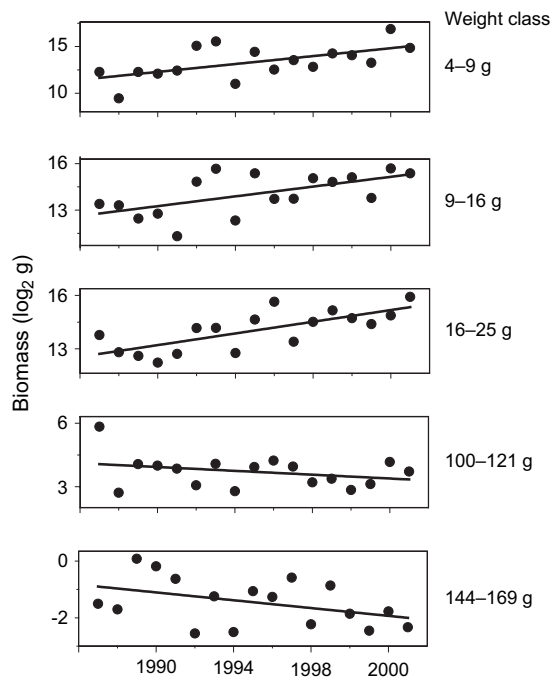 Weight class
15
10
4–9 g
16
13
9–16 g
16
13
16–25 g
Biomass (log₂ g)
6
3
100–121 g
0
-2
144–169 g
1990 1994 1998 2000